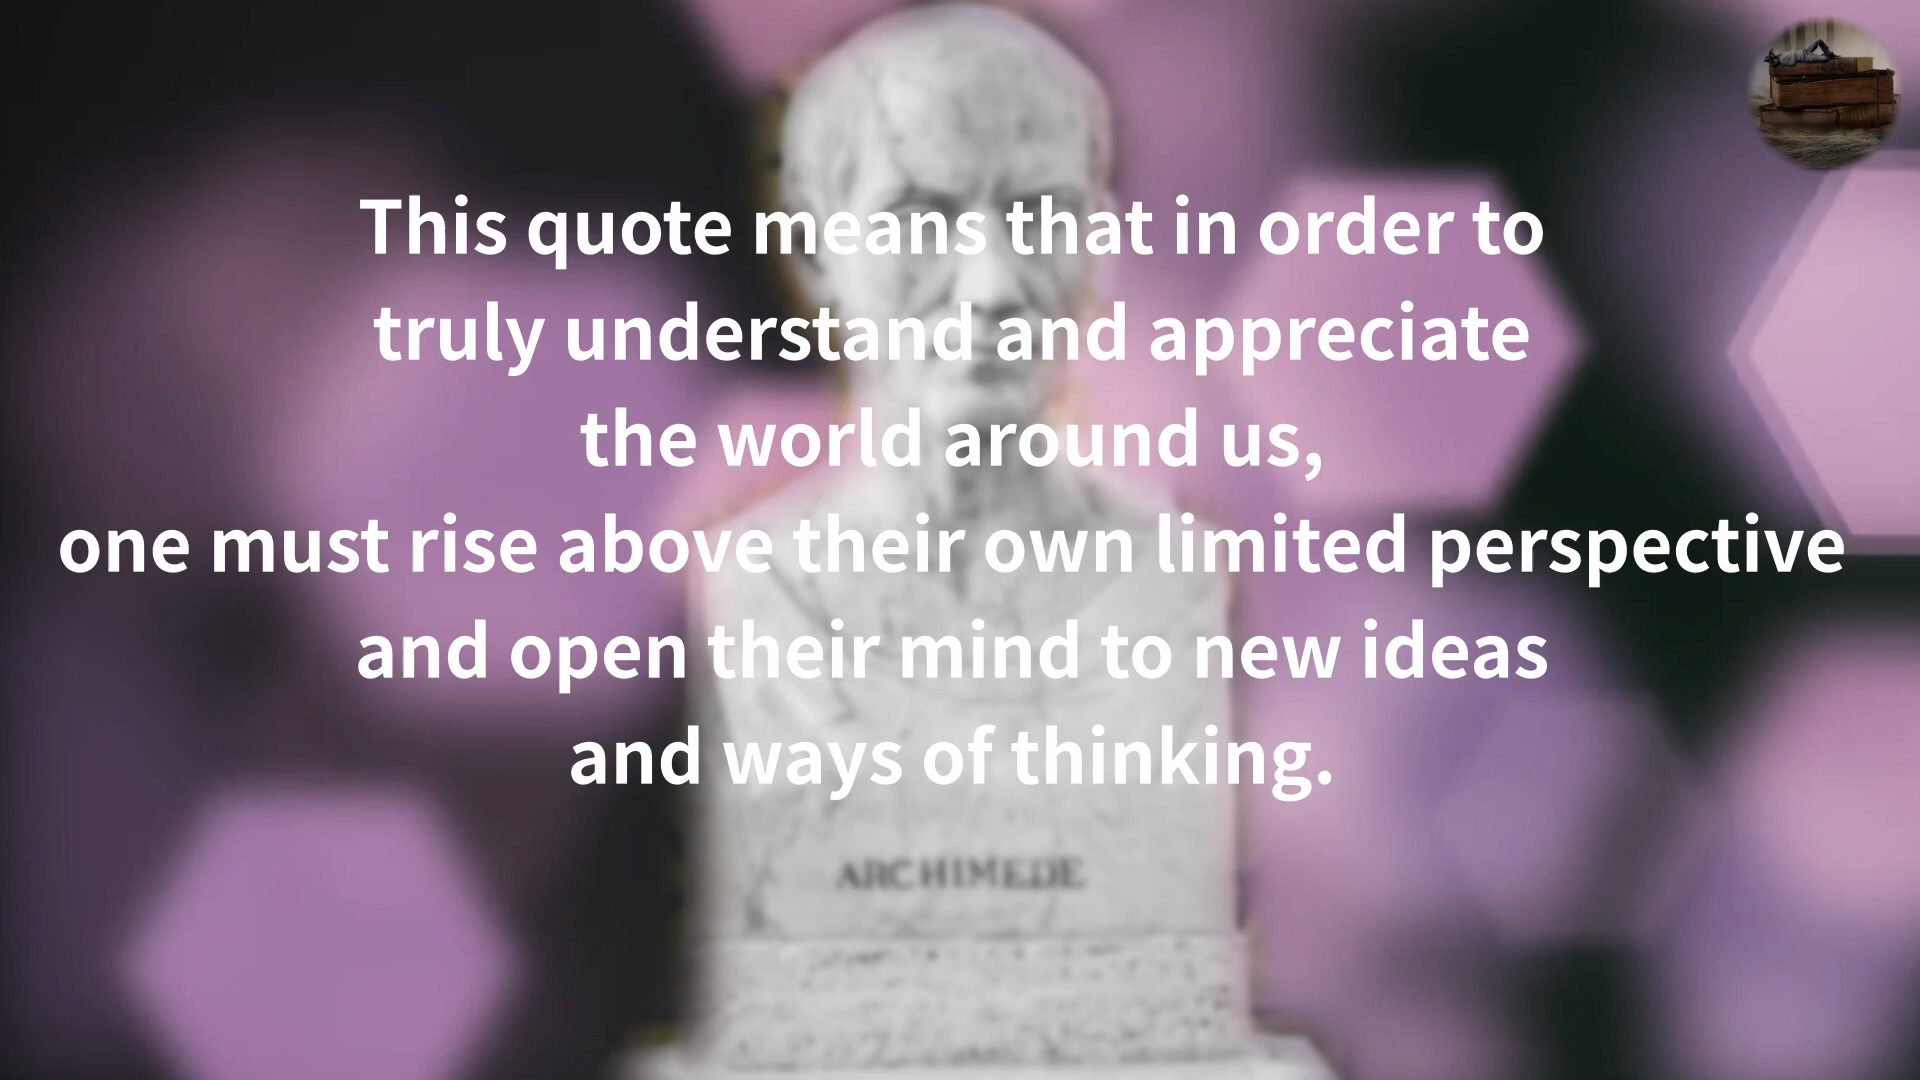 This quote means that in order to
truly understand and appreciate
the world around us,
one must rise above their own limited perspective
and open their mind to new ideas
and ways of thinking.
ARCHIMEDE